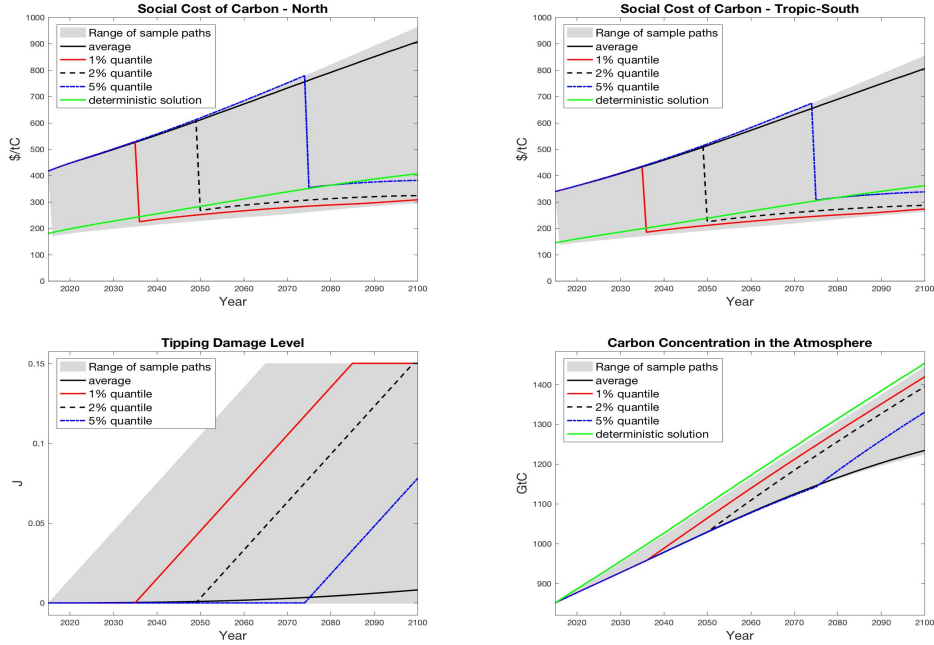 Social Cost of Carbon - North
1000
900
800
700
600
500
400
300
200
100
0
$/tC
Range of sample paths
average
1% quantile
2% quantile
5% quantile
deterministic solution
2020 2030 2040 2050 2060 2070 2080 2090 2100
Year
Social Cost of Carbon - Tropic-South
1000
900
800
700
600
500
400
300
200
100
0
$/tC
Range of sample paths
average
1% quantile
2% quantile
5% quantile
deterministic solution
2020 2030 2040 2050 2060 2070 2080 2090 2100
Year
Tipping Damage Level
0.15
0.1
0.05
0
J
Range of sample paths
average
1% quantile
2% quantile
5% quantile
2020 2030 2040 2050 2060 2070 2080 2090 2100
Year
Carbon Concentration in the Atmosphere
1400
1300
1200
1100
1000
900
GtC
Range of sample paths
average
1% quantile
2% quantile
5% quantile
deterministic solution
2020 2030 2040 2050 2060 2070 2080 2090 2100
Year